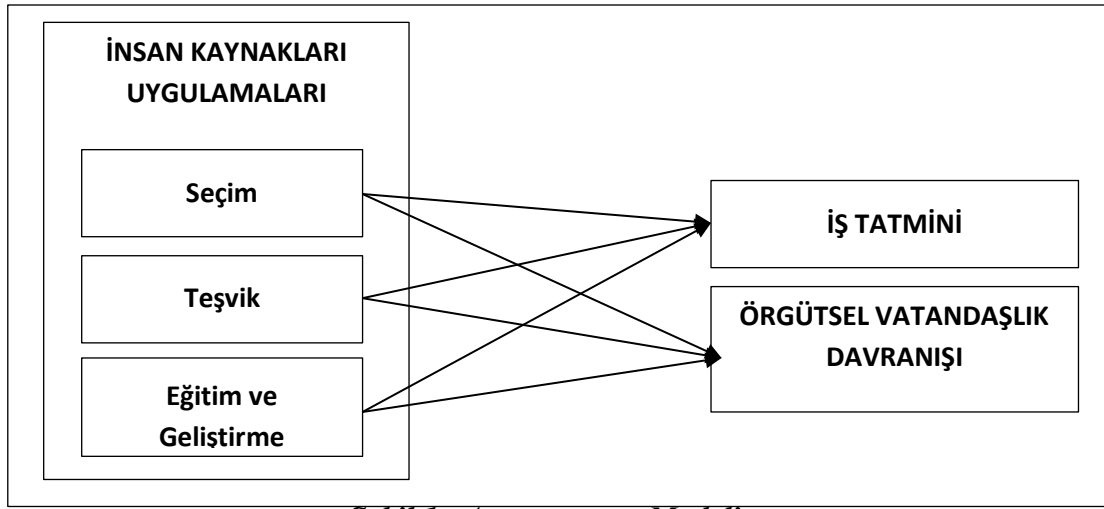 İNSAN KAYNAKLARI
UYGULAMALARI
Seçim
Teşvik
Eğitim ve
Geliştirme
İŞ TATMİNİ
ÖRGÜTSEL VATANDAŞLIK
DAVRANIŞI